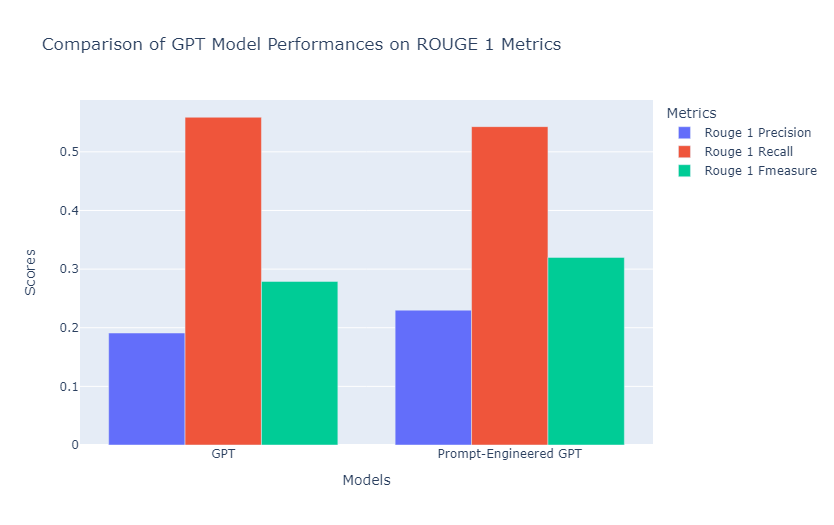 Comparison of GPT Model Performances on ROUGE 1 Metrics
Metrics
Rouge 1 Precision
Rouge 1 Recall
Rouge 1 Fmeasure
Scores
0.5
0.4
0.3
0.2
0.1
0
GPT
Prompt-Engineered GPT
Models